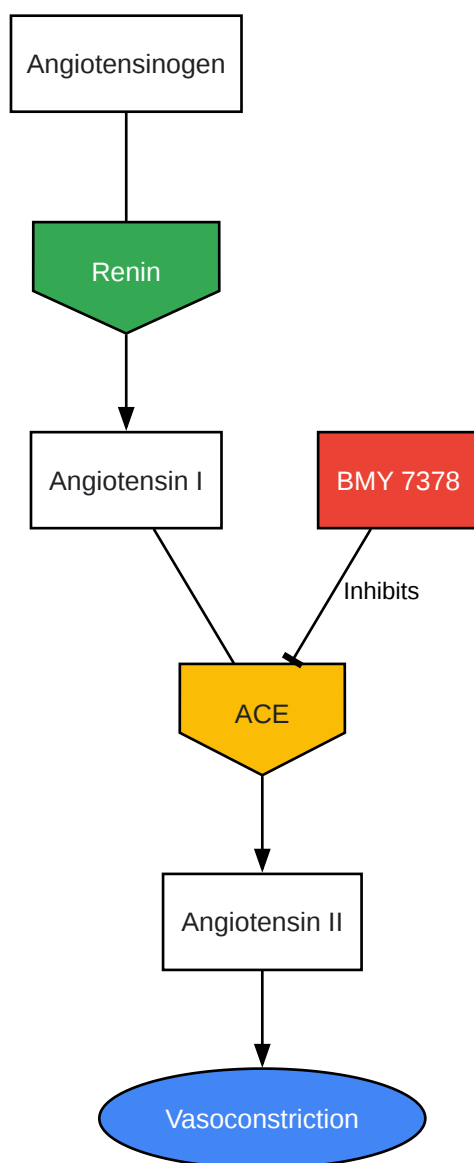 Angiotensinogen
Renin
Angiotensin I
BMY 7378
Inhibits
ACE
Angiotensin II
Vasoconstriction